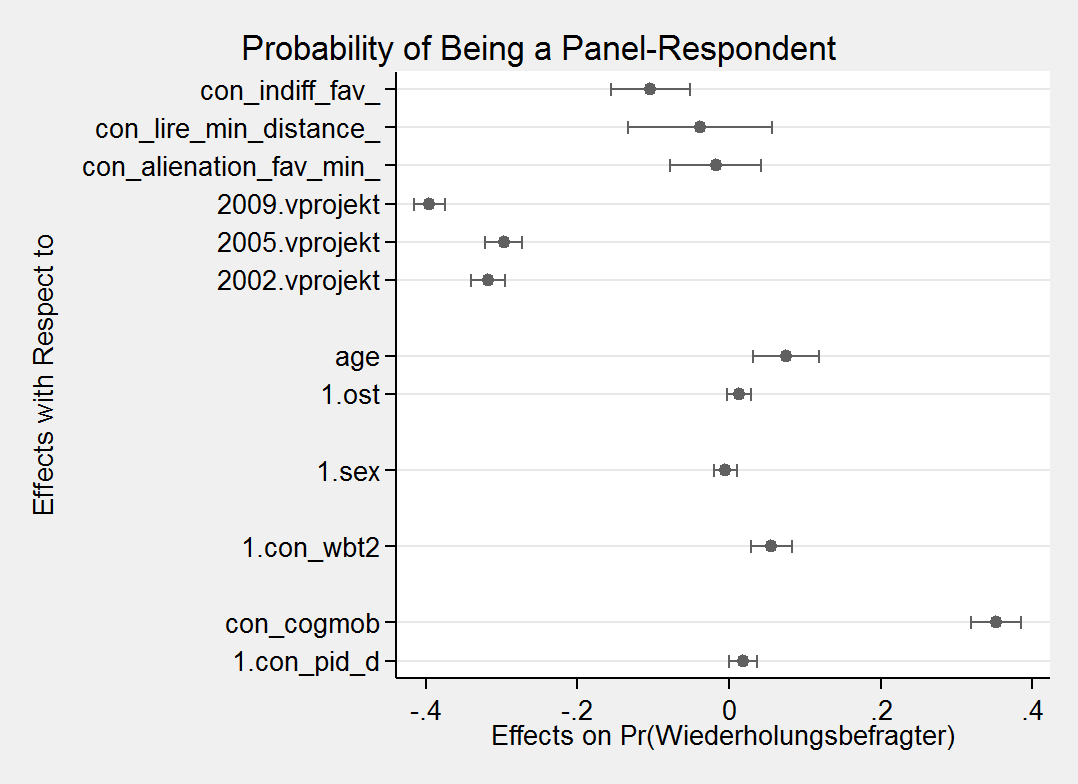 Probability of Being a Panel-Respondent
con_indiff_fav_
con_lire_min_distance_
con_alienation_fav_min_
2009.vprojekt
2005.vprojekt
2002.vprojekt
age
1.ost
1.sex
1.con_wbt2
con_cogmob
1.con_pid_d
Effects with Respect to
-.4 -.2 0 .2 .4
Effects on Pr(Wiederholungsbefragter)